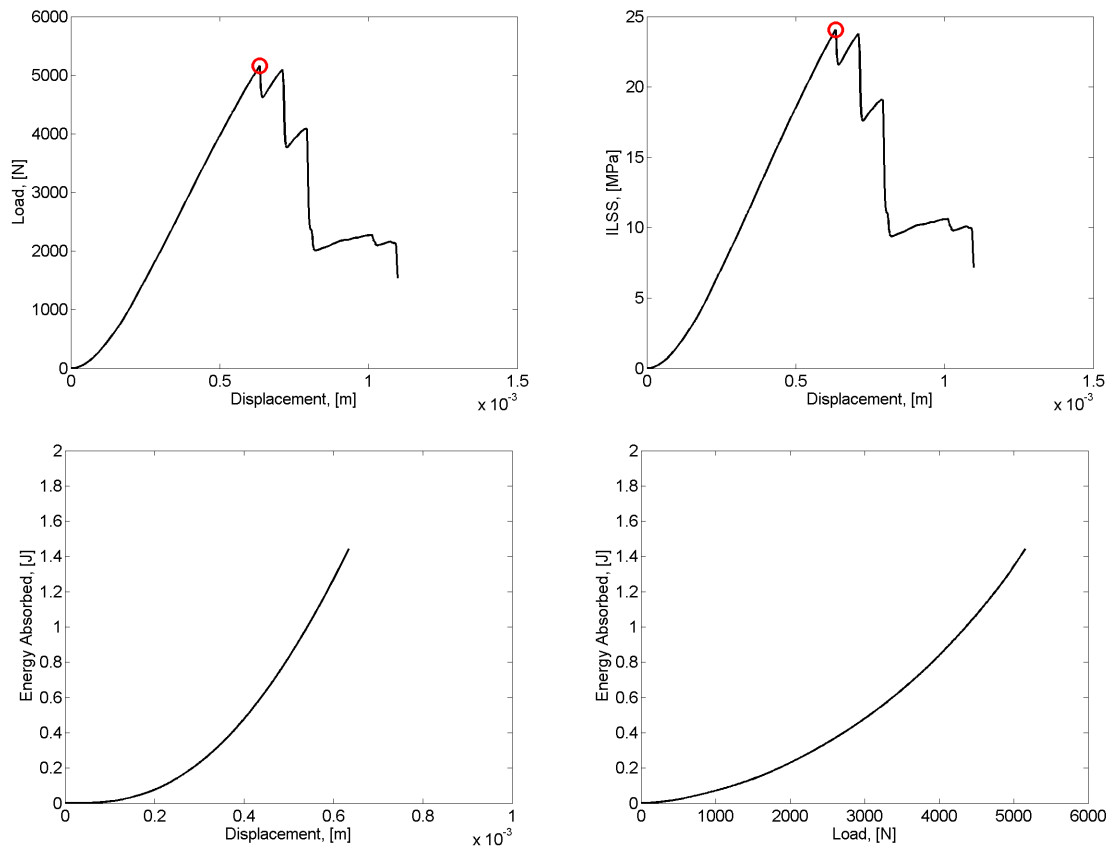 6000
5000
4000
3000
2000
1000
0
Load, [N]
0 0.5 1 1.5
Displacement, [m]
x 10⁻³
25
20
15
10
5
0
ILSS, [MPa]
0 0.5 1 1.5
Displacement, [m]
x 10⁻³
2
1.8
1.6
1.4
1.2
1
0.8
0.6
0.4
0.2
0
Energy Absorbed, [J]
0 0.2 0.4 0.6 0.8 1
Displacement, [m]
x 10⁻³
2
1.8
1.6
1.4
1.2
1
0.8
0.6
0.4
0.2
0
Energy Absorbed, [J]
0 1000 2000 3000 4000 5000 6000
Load, [N]